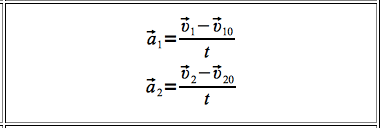 a⃗₁ = (v⃗₁ − v⃗₁₀) / t
a⃗₂ = (v⃗₂ − v⃗₂₀) / t